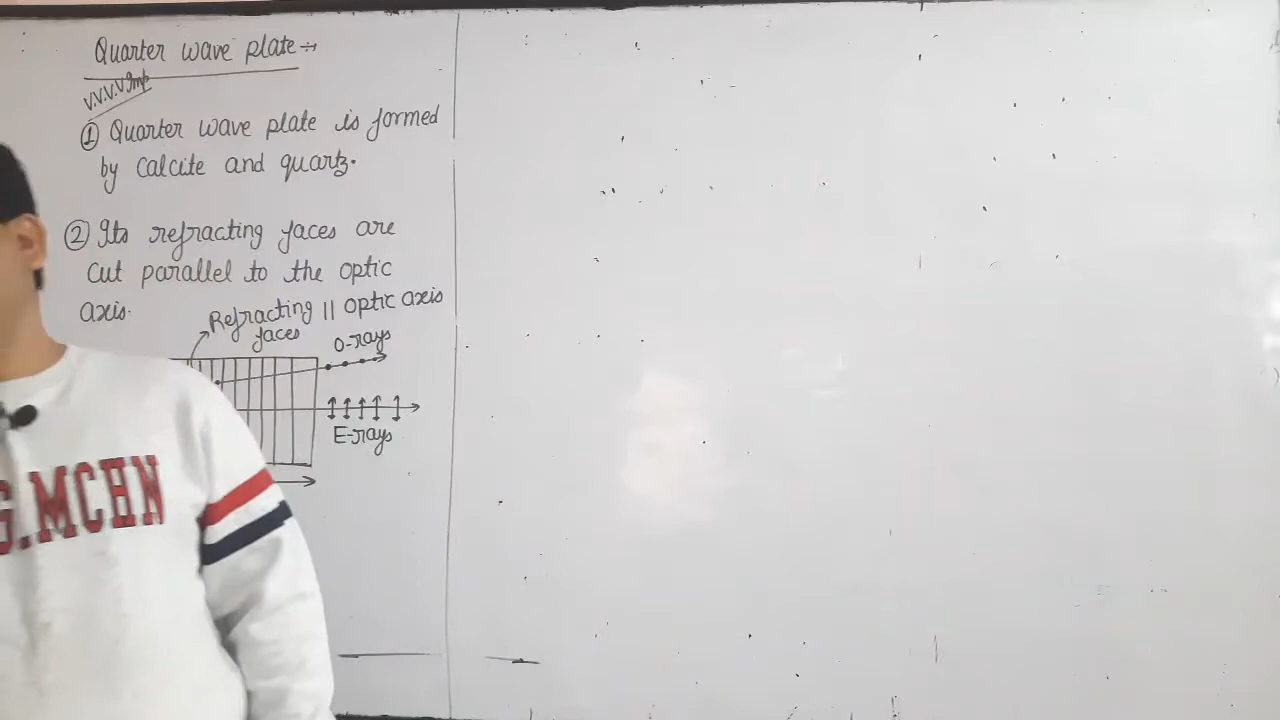 Quarter wave plate →
V.V.V.V Imp
① Quarter wave plate is formed
by Calcite and quartz.
② Its refracting faces are
cut parallel to the optic
axis.
Refracting || optic axis
faces
O-rays
E-rays
G.MCHN